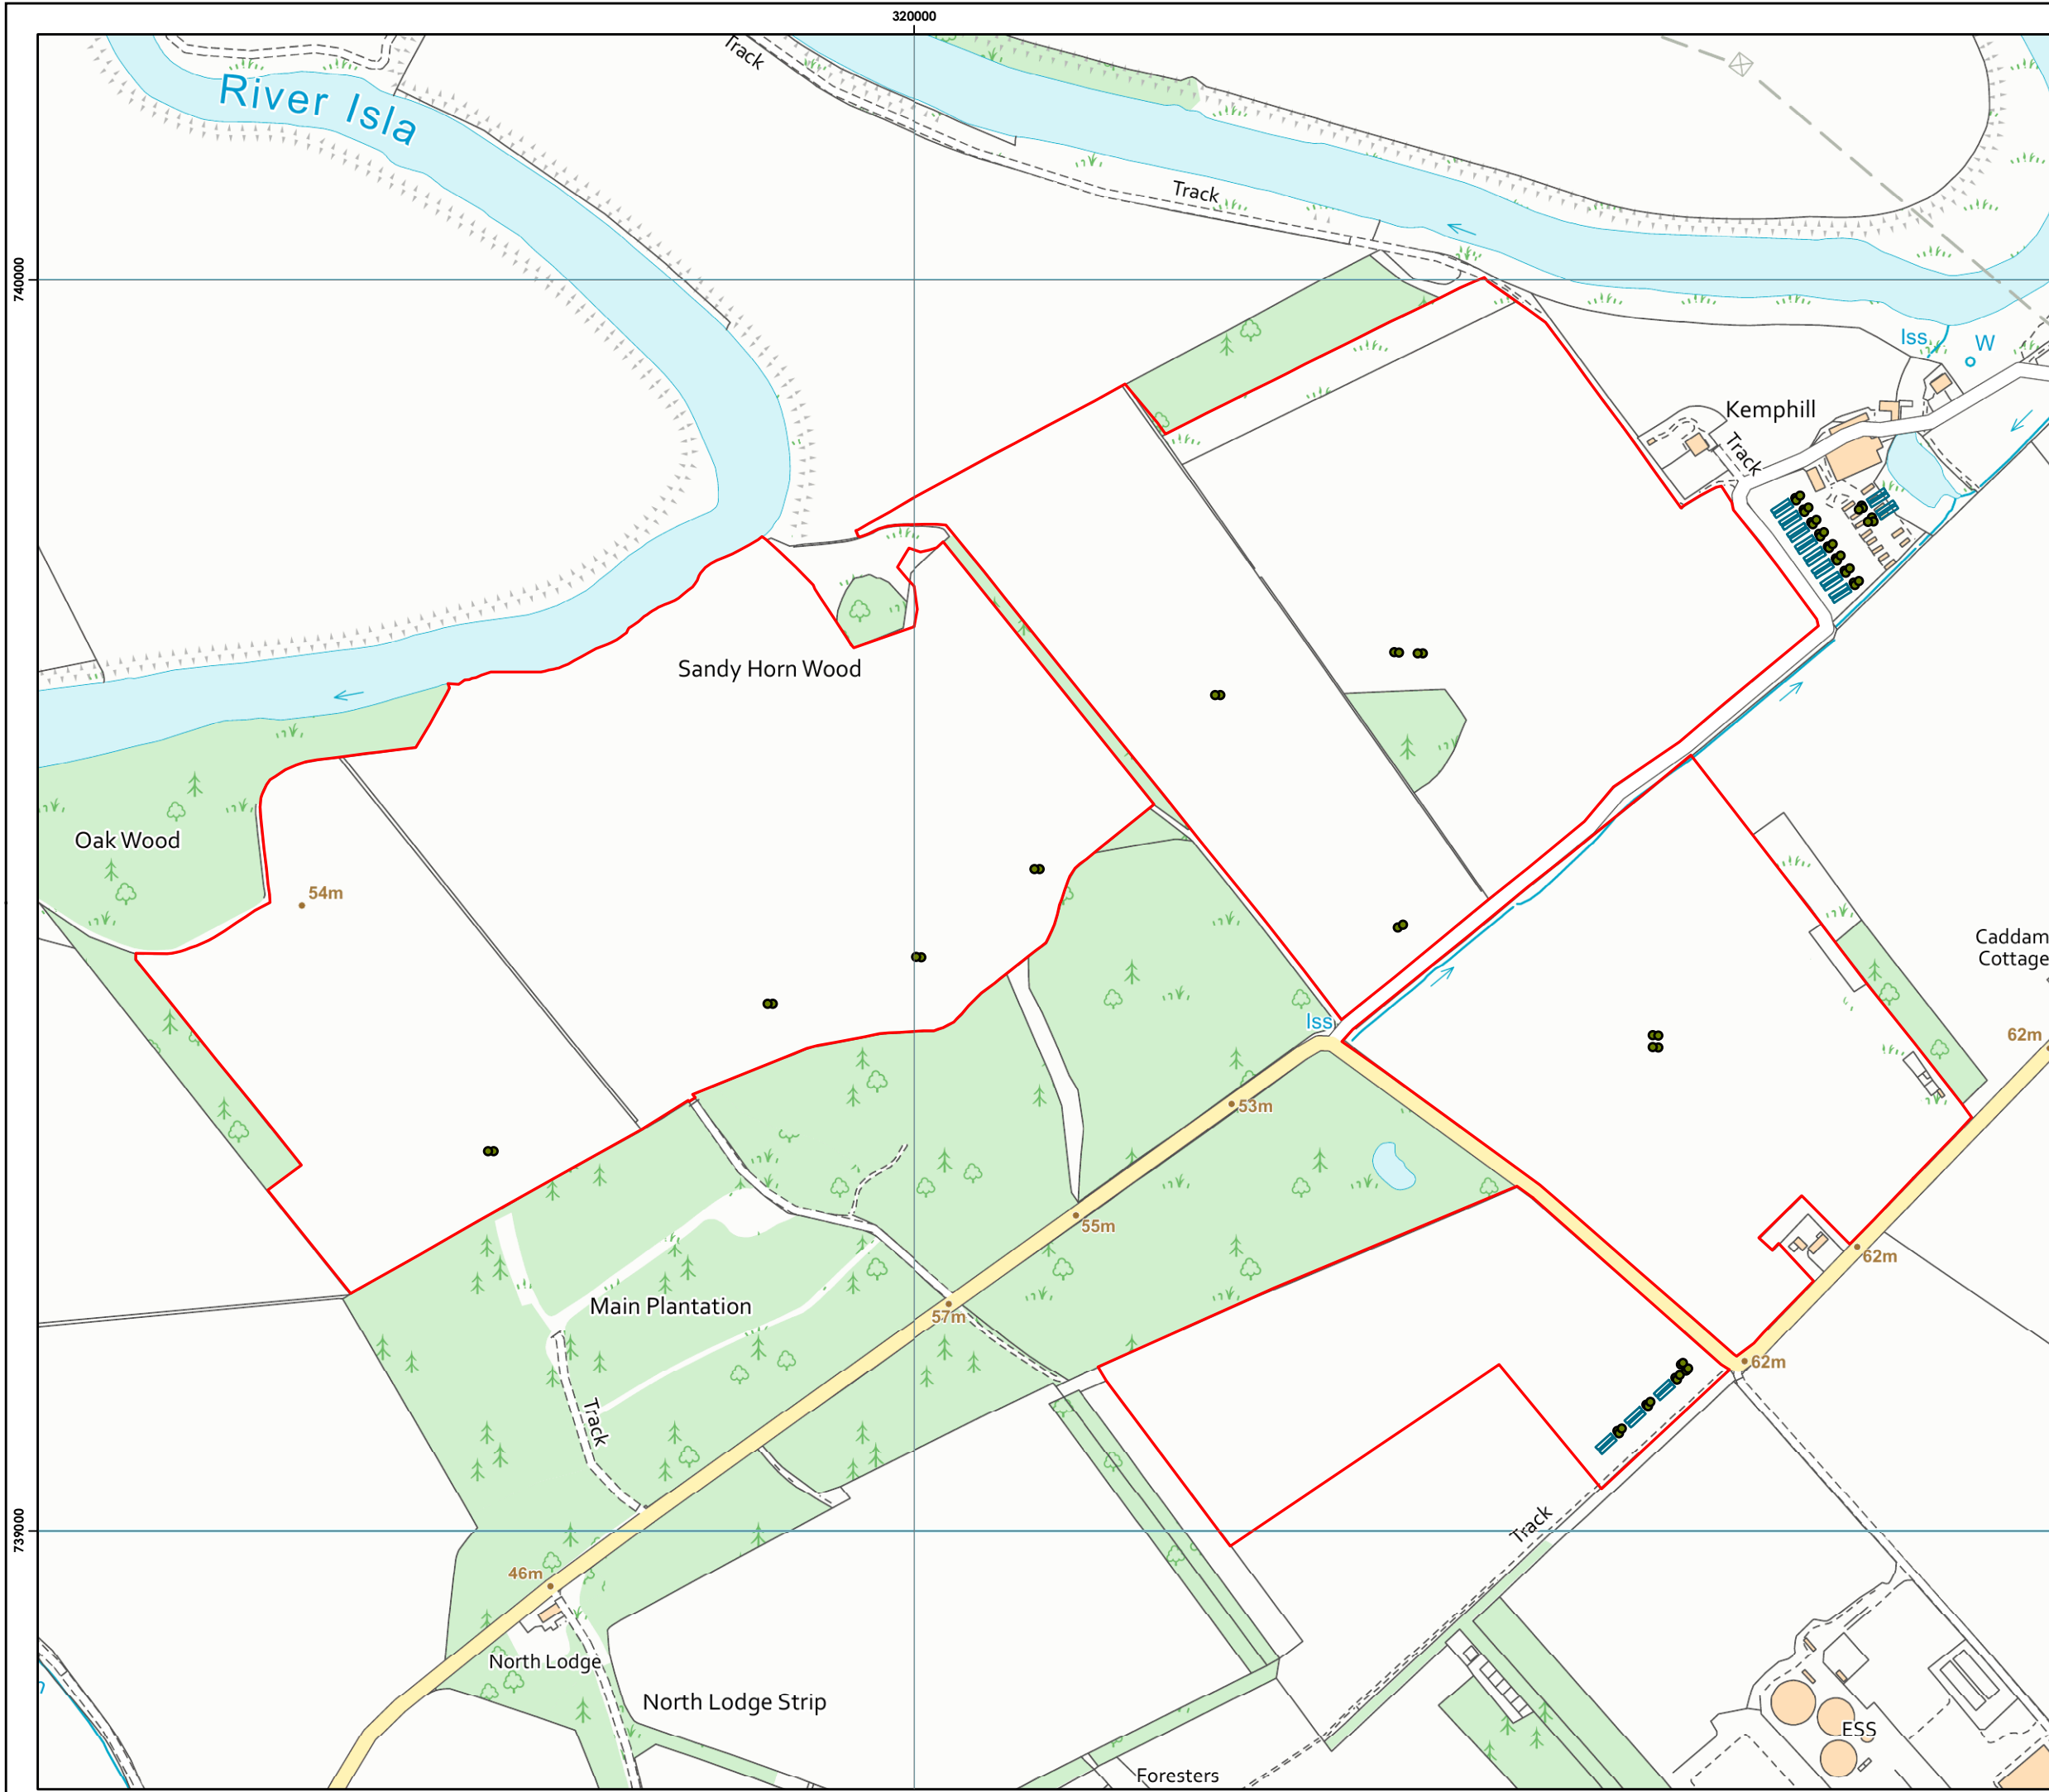 320000
Track
River Isla
Track
740000
Iss
W
Kemphill
Track
Sandy Horn Wood
Oak Wood
54m
Caddam
Cottage
Iss
62m
53m
55m
62m
Main Plantation
57m
62m
Track
Track
739000
46m
North Lodge
North Lodge Strip
ESS
Foresters